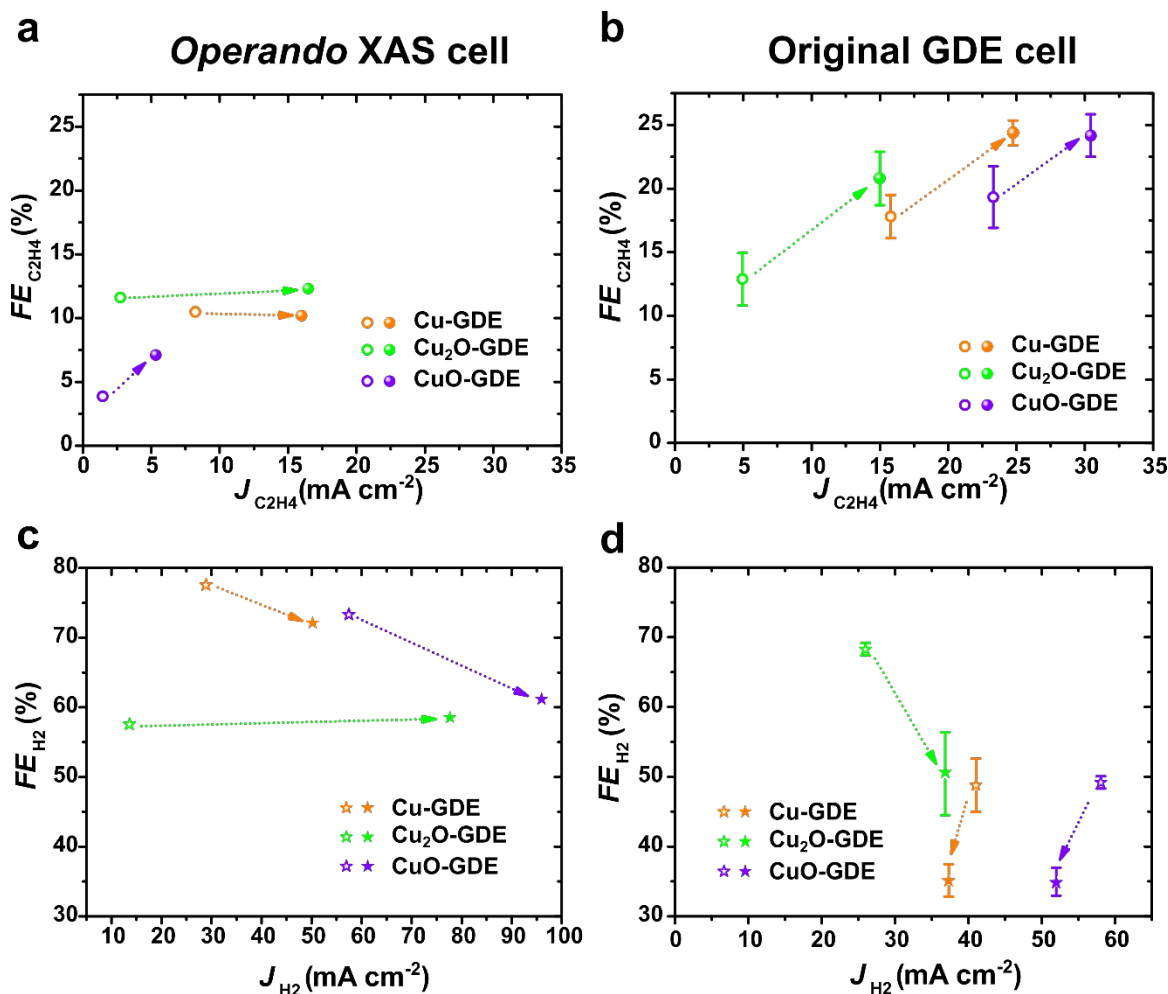 a
Operando XAS cell
b
Original GDE cell
25
20
15
10
5
0
FE C2H4 (%)
Cu-GDE
Cu2O-GDE
CuO-GDE
0 5 10 15 20 25 30 35
J C2H4 (mA cm-2)
25
20
15
10
5
0
FE C2H4 (%)
Cu-GDE
Cu2O-GDE
CuO-GDE
0 5 10 15 20 25 30 35
J C2H4 (mA cm-2)
c
80
70
60
50
40
30
FE H2 (%)
Cu-GDE
Cu2O-GDE
CuO-GDE
10 20 30 40 50 60 70 80 90 100
J H2 (mA cm-2)
d
80
70
60
50
40
30
FE H2 (%)
Cu-GDE
Cu2O-GDE
CuO-GDE
0 10 20 30 40 50 60
J H2 (mA cm-2)